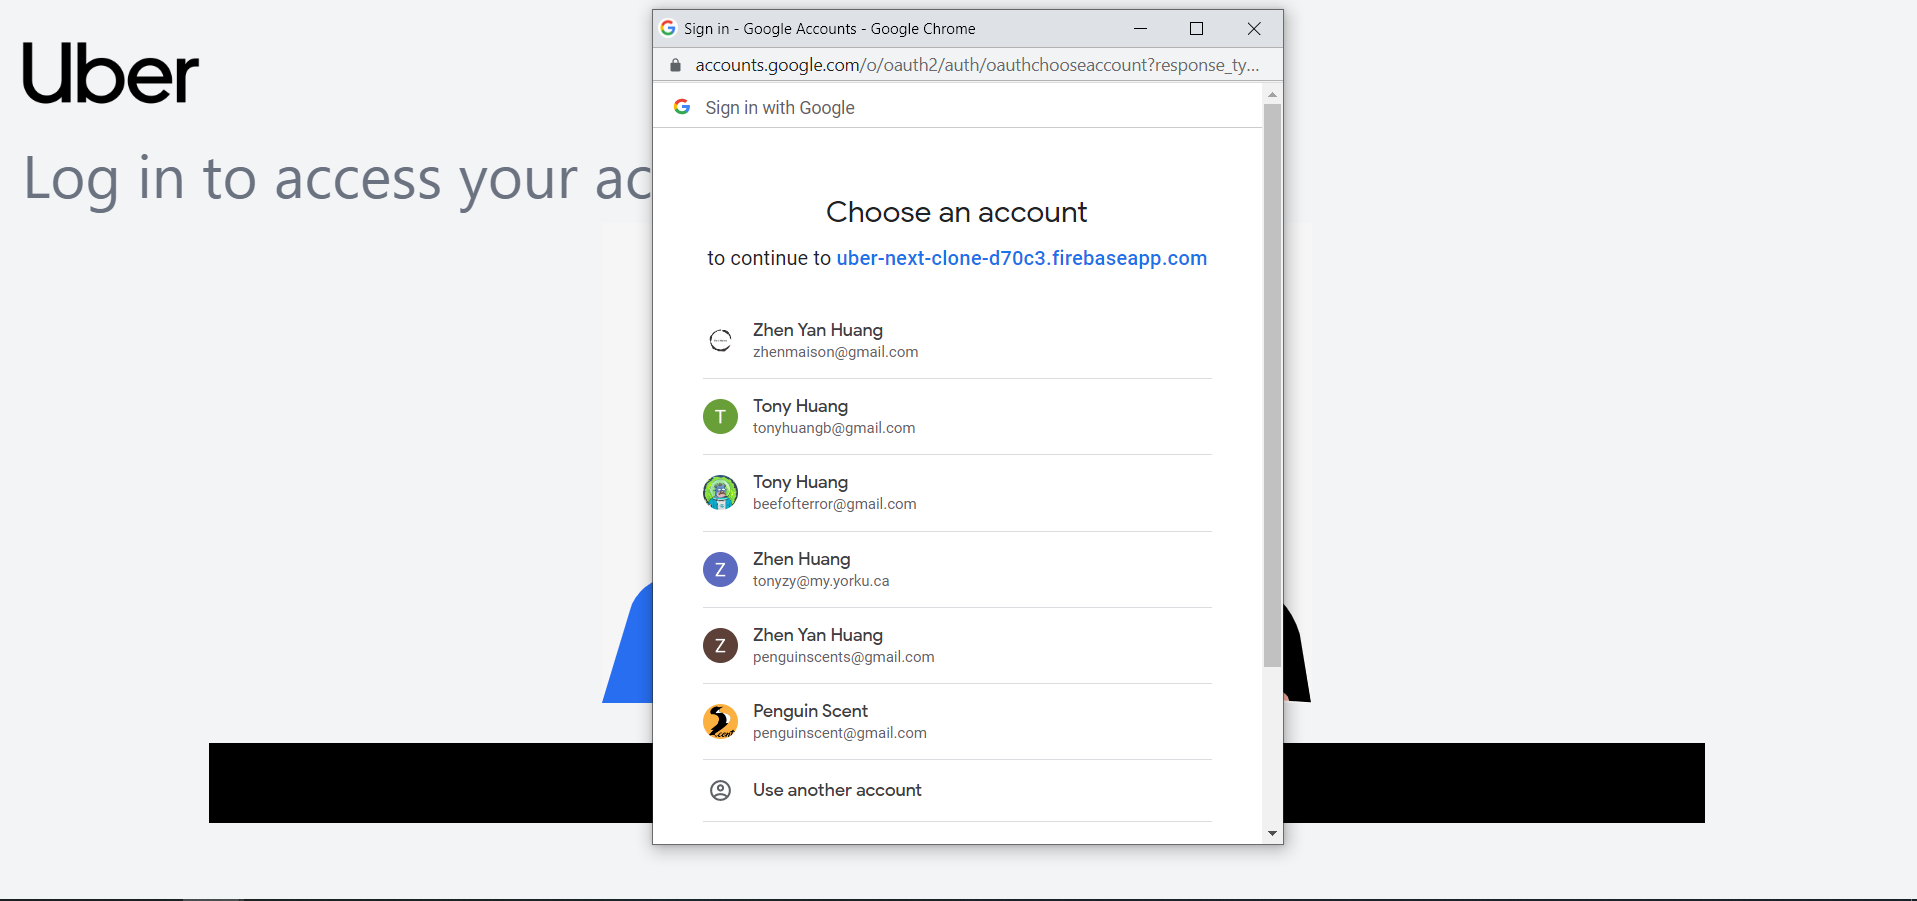 Uber
Log in to access your ac
Sign in - Google Accounts - Google Chrome
accounts.google.com/o/oauth2/auth/oauthchooseaccount?response_ty...
Sign in with Google
Choose an account
to continue to uber-next-clone-d70c3.firebaseapp.com
Zhen Yan Huang
zhenmaison@gmail.com
T
Tony Huang
tonyhuangb@gmail.com
Tony Huang
beefofterror@gmail.com
Z
Zhen Huang
tonyzy@my.yorku.ca
Z
Zhen Yan Huang
penguinscents@gmail.com
Penguin Scent
penguinscent@gmail.com
Use another account